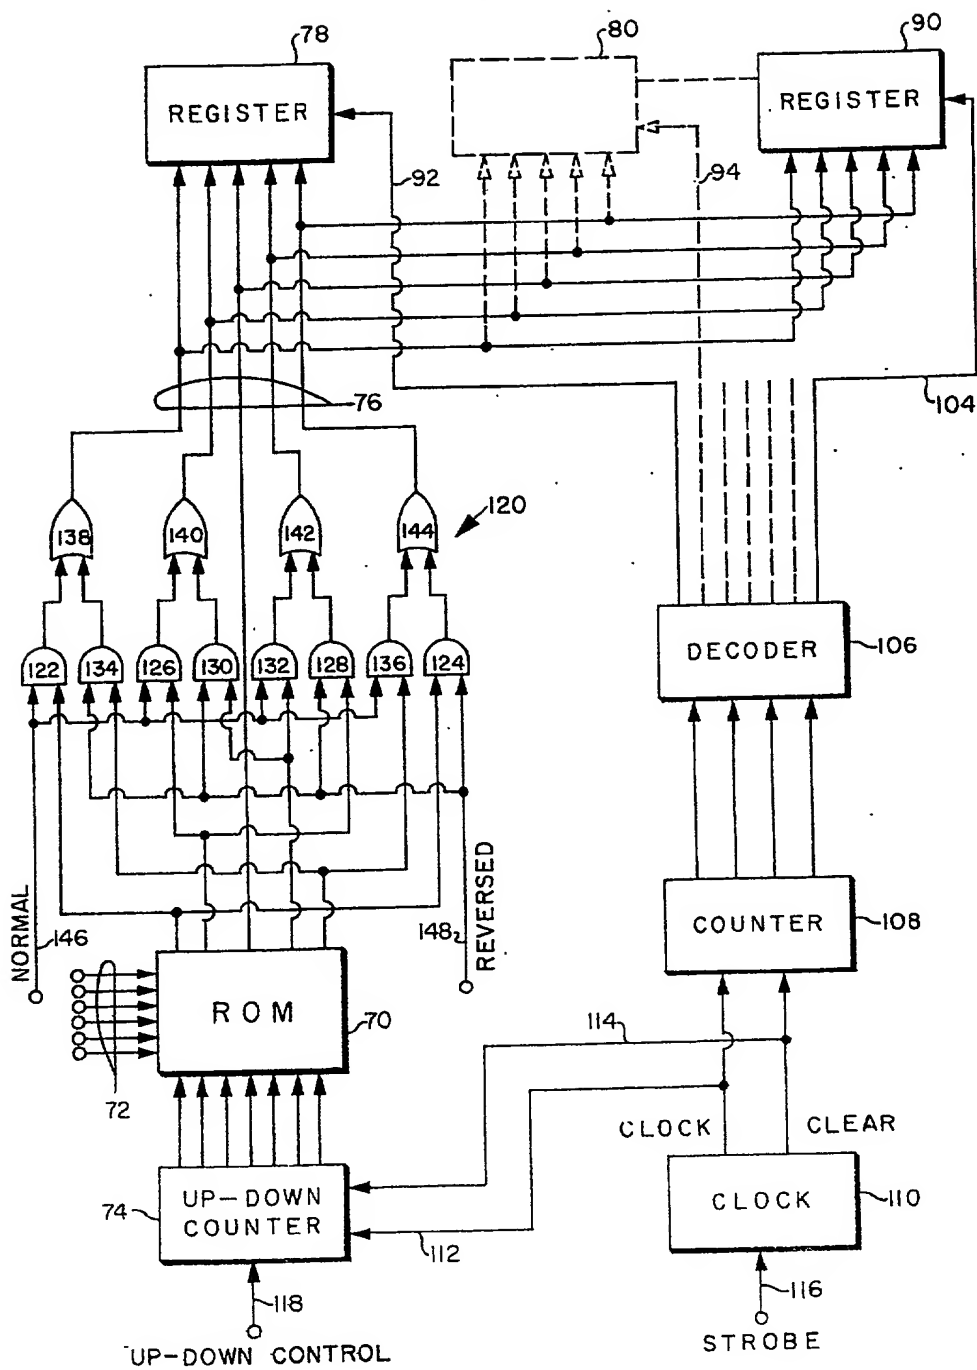 78
80
90
REGISTER
REGISTER
92
94
76
104
120
138
140
142
144
122
134
126
130
132
128
136
124
DECODER
106
NORMAL
146
148
REVERSED
COUNTER
108
ROM
70
72
114
CLOCK
CLEAR
UP-DOWN
COUNTER
74
112
CLOCK
110
118
116
UP-DOWN CONTROL
STROBE